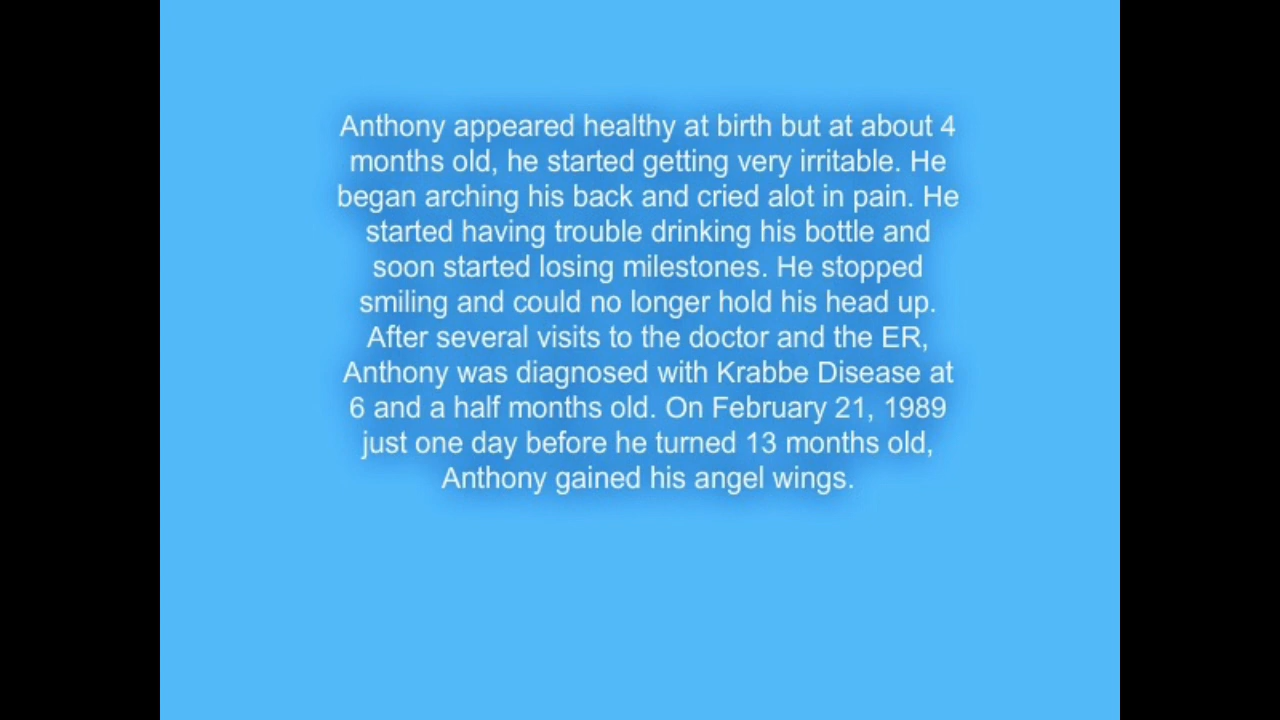 Anthony appeared healthy at birth but at about 4
months old, he started getting very irritable. He
began arching his back and cried alot in pain. He
started having trouble drinking his bottle and
soon started losing milestones. He stopped
smiling and could no longer hold his head up.
After several visits to the doctor and the ER,
Anthony was diagnosed with Krabbe Disease at
6 and a half months old. On February 21, 1989
just one day before he turned 13 months old,
Anthony gained his angel wings.